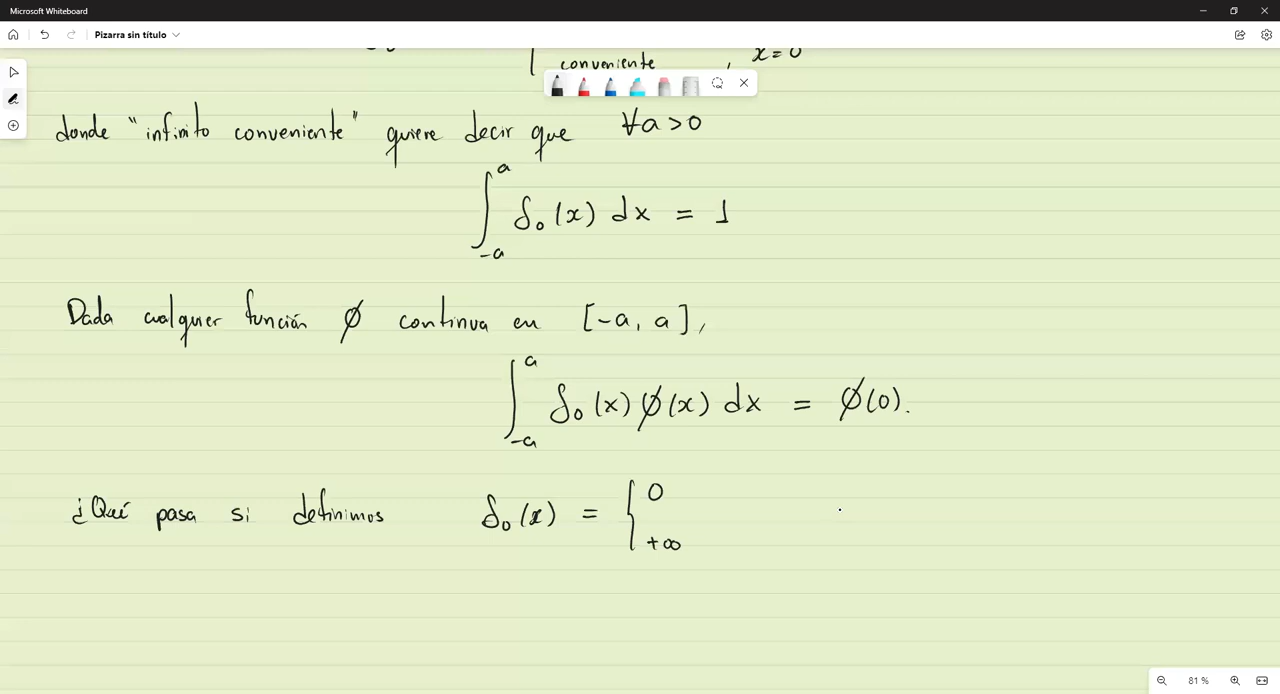 Microsoft Whiteboard
Pizarra sin título
conveniente , x = 0
donde "infinito conveniente" quiere decir que ∀a > 0
∫_{-a}^{a} δ₀(x) dx = 1
Dada cualquier función ϕ continua en [-a, a],
∫_{-a}^{a} δ₀(x) ϕ(x) dx = ϕ(0).
¿Qué pasa si definimos δ₀(x) = { 0
+∞
81 %